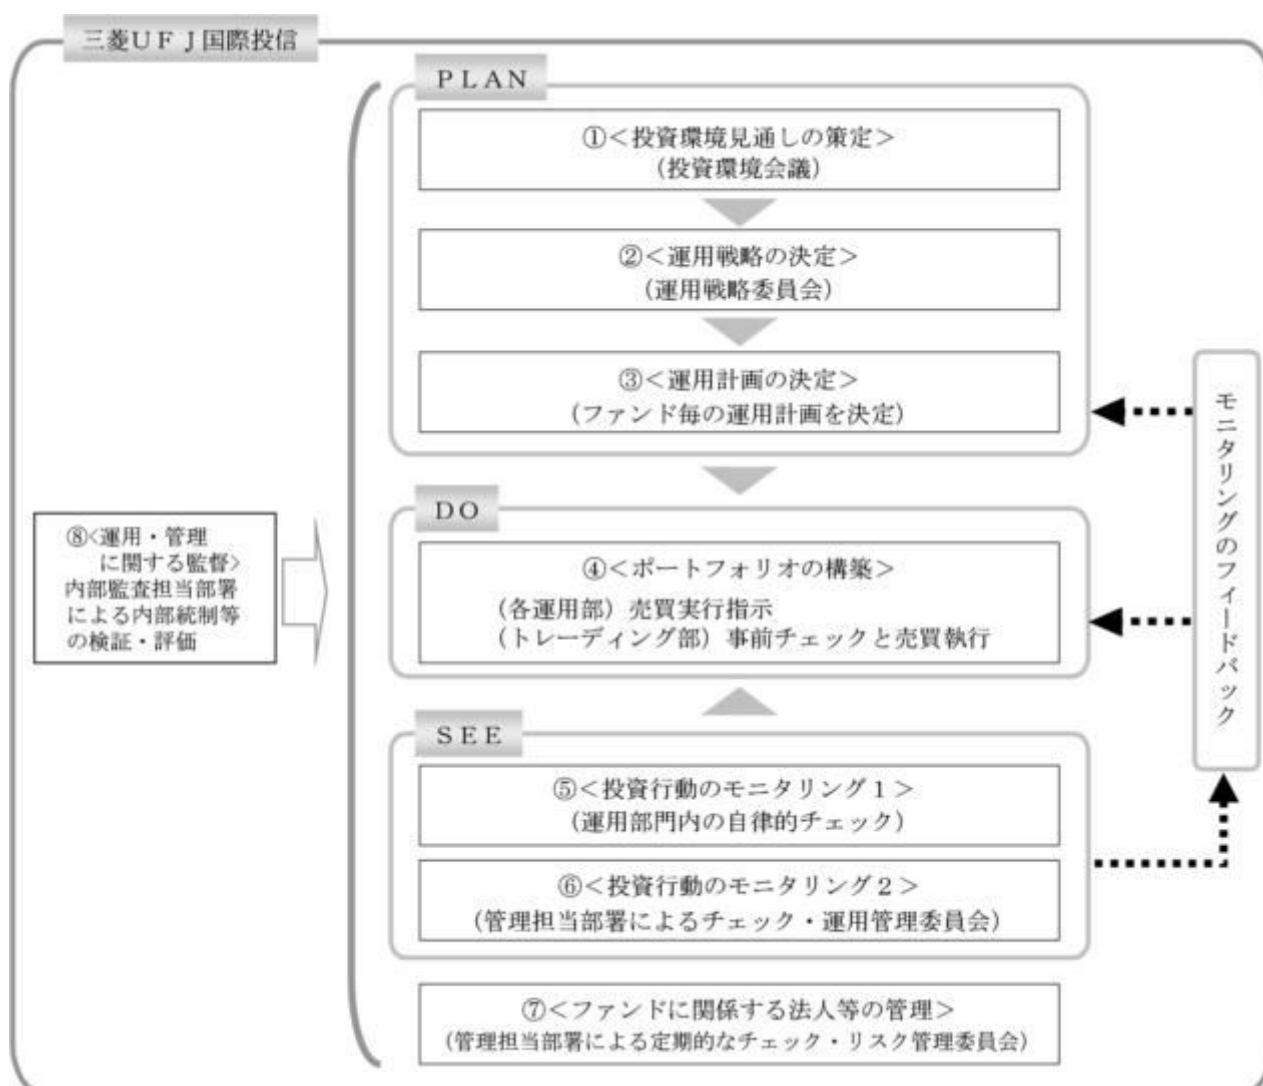 三菱UFJ国際投信
PLAN
①<投資環境見通しの策定>
(投資環境会議)
②<運用戦略の決定>
(運用戦略委員会)
③<運用計画の決定>
(ファンド毎の運用計画を決定)
DO
④<ポートフォリオの構築>
(各運用部)売買実行指示
(トレーディング部)事前チェックと売買執行
SEE
⑤<投資行動のモニタリング1>
(運用部門内の自律的チェック)
⑥<投資行動のモニタリング2>
(管理担当部署によるチェック・運用管理委員会)
⑦<ファンドに関係する法人等の管理>
(管理担当部署による定期的なチェック・リスク管理委員会)
⑧<運用・管理
に関する監督>
内部監査担当部署
による内部統制等
の検証・評価
モニタリングのフィードバック